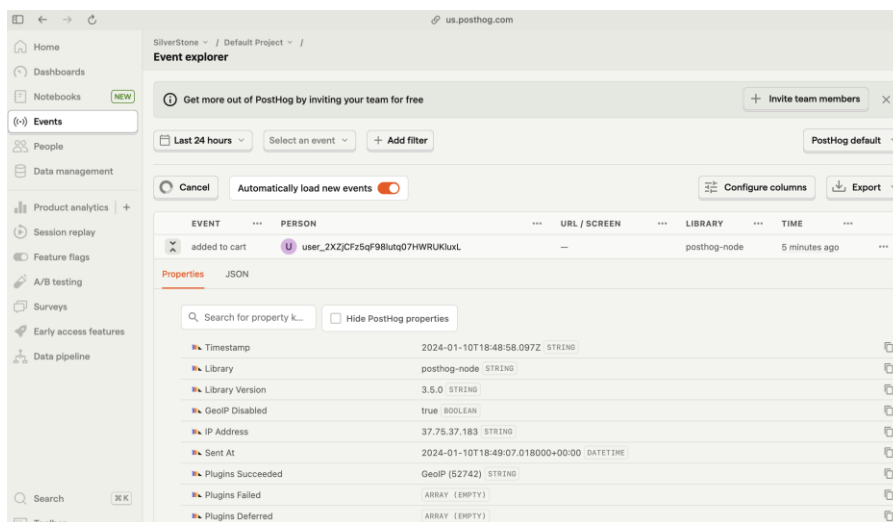 us.posthog.com
Home
Dashboards
Notebooks NEW
Events
People
Data management
Product analytics
Session replay
Feature flags
A/B testing
Surveys
Early access features
Data pipeline
Search ⌘ K
SilverStone / Default Project /
Event explorer
Get more out of PostHog by inviting your team for free
+ Invite team members
Last 24 hours Select an event + Add filter PostHog default
Cancel Automatically load new events Configure columns Export
EVENT PERSON URL / SCREEN LIBRARY TIME
added to cart U user_2XZjCFz5qF98lutq07HWRUKluxL — posthog-node 5 minutes ago
Properties JSON
Search for property k... Hide PostHog properties
Timestamp 2024-01-10T18:48:58.097Z STRING
Library posthog-node STRING
Library Version 3.5.0 STRING
GeoIP Disabled true BOOLEAN
IP Address 37.75.37.183 STRING
Sent At 2024-01-10T18:49:07.018000+00:00 DATETIME
Plugins Succeeded GeoIP (52742) STRING
Plugins Failed ARRAY (EMPTY)
Plugins Deferred ARRAY (EMPTY)